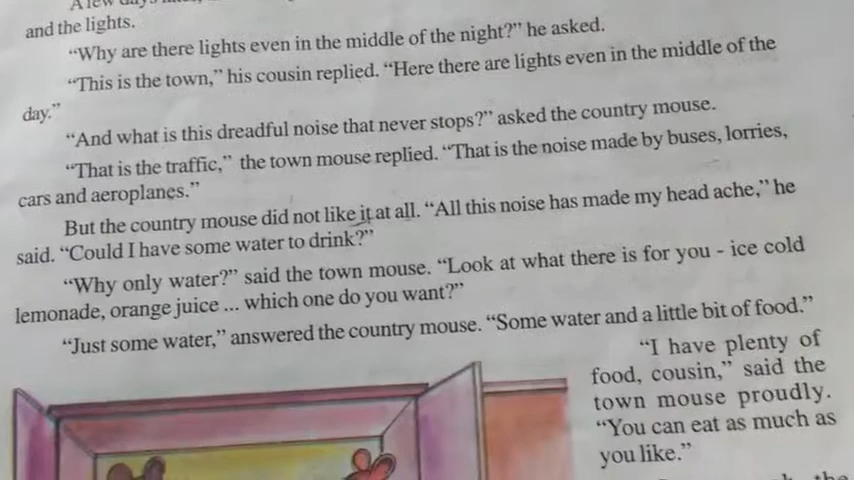 A few days
and the lights.
“Why are there lights even in the middle of the night?” he asked.
“This is the town,” his cousin replied. “Here there are lights even in the middle of the
day.”
“And what is this dreadful noise that never stops?” asked the country mouse.
“That is the traffic,” the town mouse replied. “That is the noise made by buses, lorries,
cars and aeroplanes.”
But the country mouse did not like it at all. “All this noise has made my head ache,” he
said. “Could I have some water to drink?”
“Why only water?” said the town mouse. “Look at what there is for you - ice cold
lemonade, orange juice ... which one do you want?”
“Just some water,” answered the country mouse. “Some water and a little bit of food.”
“I have plenty of
food, cousin,” said the
town mouse proudly.
“You can eat as much as
you like.”
the